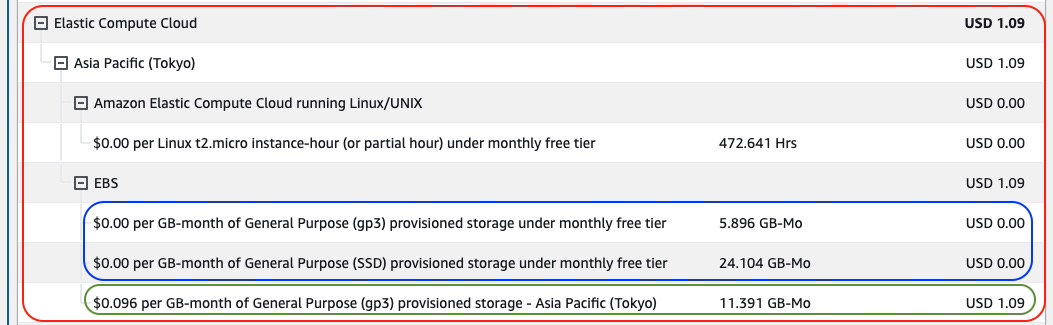 Elastic Compute Cloud USD 1.09
Asia Pacific (Tokyo) USD 1.09
Amazon Elastic Compute Cloud running Linux/UNIX USD 0.00
$0.00 per Linux t2.micro instance-hour (or partial hour) under monthly free tier 472.641 Hrs USD 0.00
EBS USD 1.09
$0.00 per GB-month of General Purpose (gp3) provisioned storage under monthly free tier 5.896 GB-Mo USD 0.00
$0.00 per GB-month of General Purpose (SSD) provisioned storage under monthly free tier 24.104 GB-Mo USD 0.00
$0.096 per GB-month of General Purpose (gp3) provisioned storage - Asia Pacific (Tokyo) 11.391 GB-Mo USD 1.09